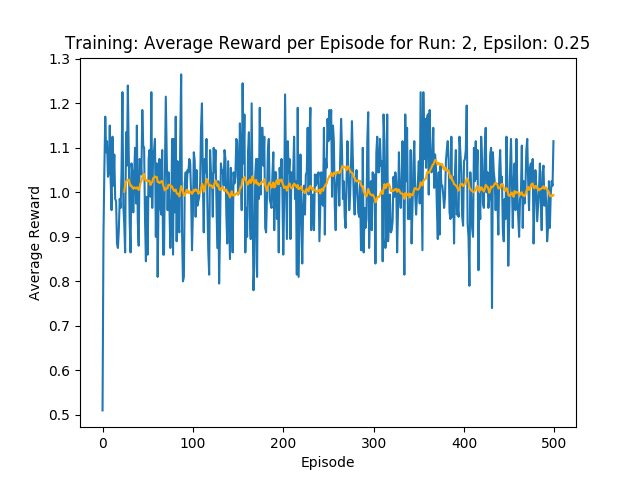 Training: Average Reward per Episode for Run: 2, Epsilon: 0.25
1.3
1.2
1.1
1.0
0.9
0.8
0.7
0.6
0.5
Average Reward
0 100 200 300 400 500
Episode